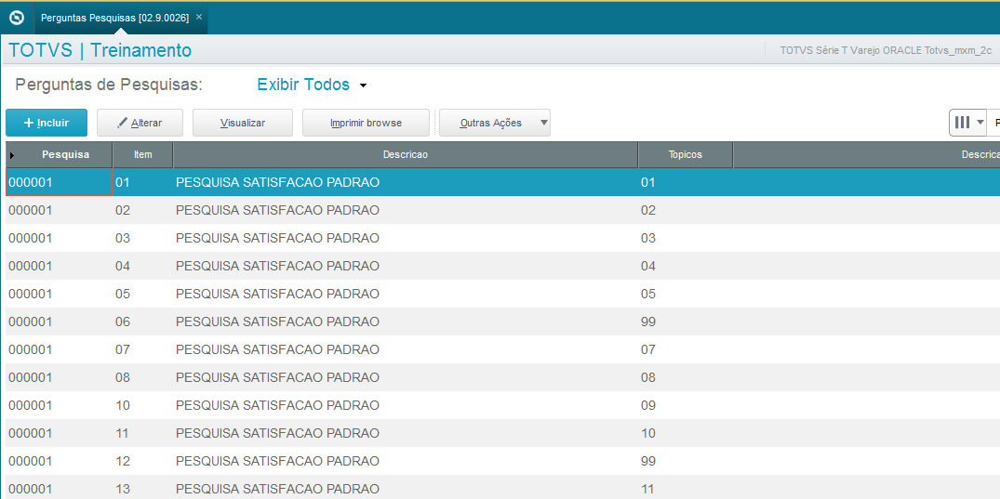 Perguntas Pesquisas [02.9.0026] ×
TOTVS | Treinamento
TOTVS Série T Varejo ORACLE Totvs_mxm_2c
Perguntas de Pesquisas: Exibir Todos
+ Incluir Alterar Visualizar Imprimir browse Outras Ações P
Pesquisa Item Descricao Topicos Descrica
000001 01 PESQUISA SATISFACAO PADRAO 01
000001 02 PESQUISA SATISFACAO PADRAO 02
000001 03 PESQUISA SATISFACAO PADRAO 03
000001 04 PESQUISA SATISFACAO PADRAO 04
000001 05 PESQUISA SATISFACAO PADRAO 05
000001 06 PESQUISA SATISFACAO PADRAO 99
000001 07 PESQUISA SATISFACAO PADRAO 07
000001 08 PESQUISA SATISFACAO PADRAO 08
000001 10 PESQUISA SATISFACAO PADRAO 09
000001 11 PESQUISA SATISFACAO PADRAO 10
000001 12 PESQUISA SATISFACAO PADRAO 99
000001 13 PESQUISA SATISFACAO PADRAO 11